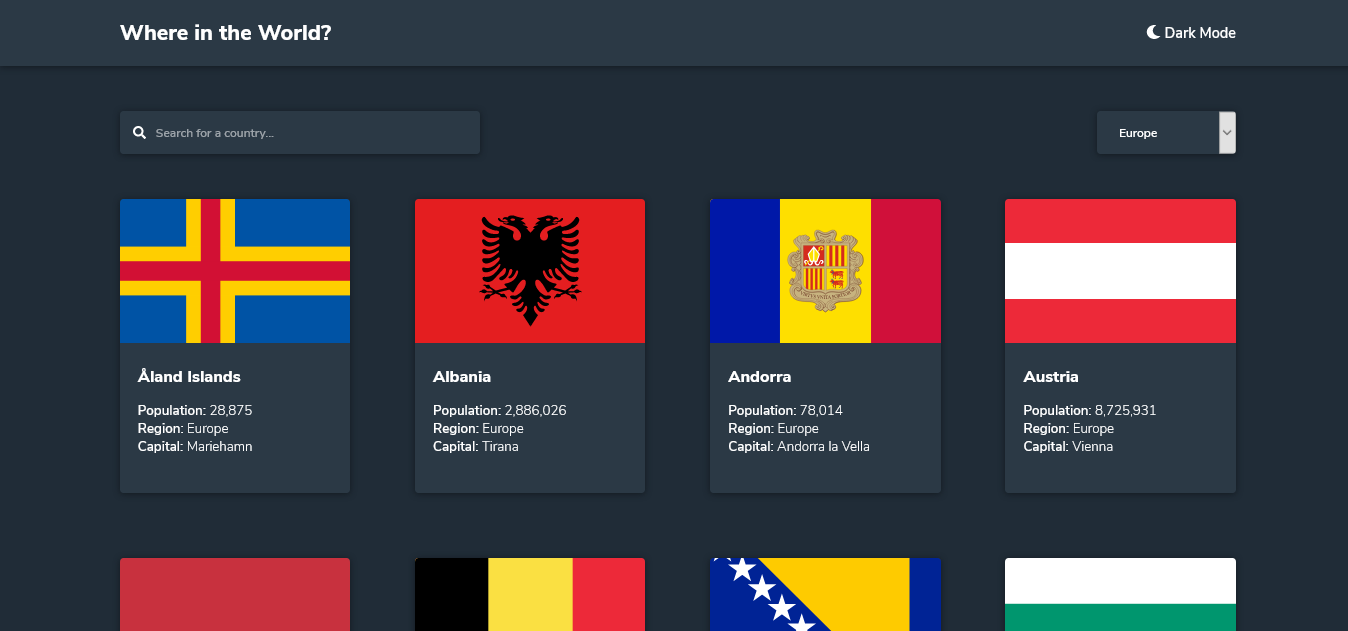 Where in the World?
Dark Mode
Search for a country...
Europe
Åland Islands
Population: 28,875
Region: Europe
Capital: Mariehamn
Albania
Population: 2,886,026
Region: Europe
Capital: Tirana
Andorra
Population: 78,014
Region: Europe
Capital: Andorra la Vella
Austria
Population: 8,725,931
Region: Europe
Capital: Vienna